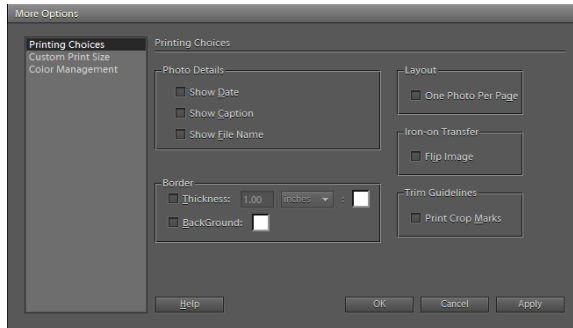 More Options
Printing Choices
Custom Print Size
Color Management
Printing Choices
Photo Details
Show Date
Show Caption
Show File Name
Border
Thickness: 1.00 inches :
BackGround:
Layout
One Photo Per Page
Iron-on Transfer
Flip Image
Trim Guidelines
Print Crop Marks
Help OK Cancel Apply